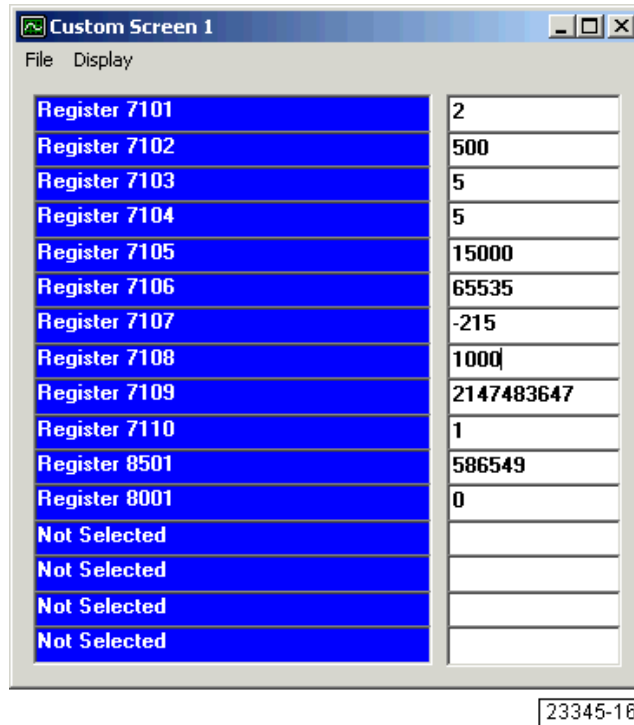 Custom Screen 1
File Display
Register 7101 2
Register 7102 500
Register 7103 5
Register 7104 5
Register 7105 15000
Register 7106 65535
Register 7107 -215
Register 7108 1000
Register 7109 2147483647
Register 7110 1
Register 8501 586549
Register 8001 0
Not Selected
Not Selected
Not Selected
Not Selected
23345-16